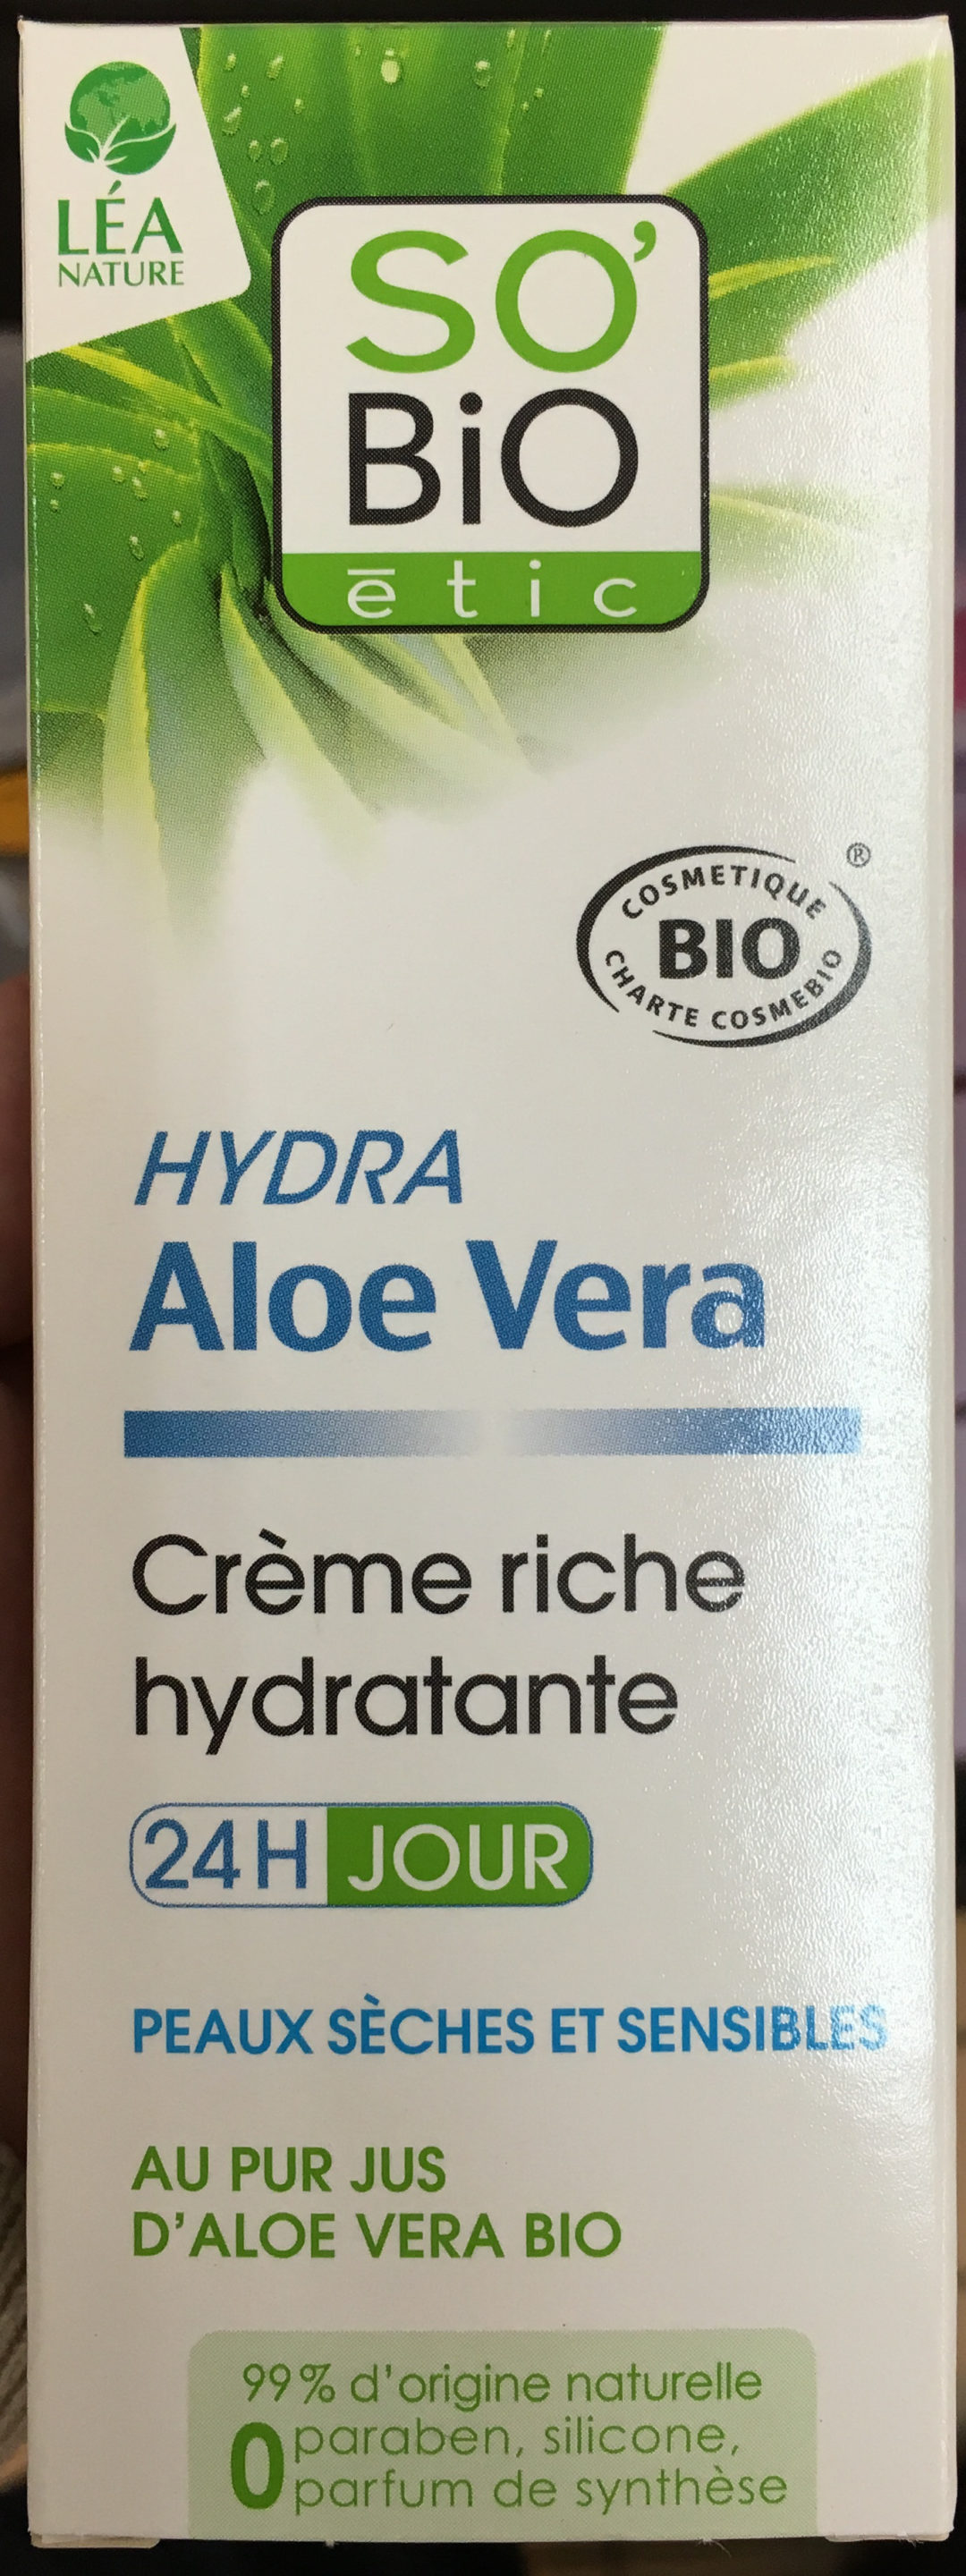 LÉA
NATURE
SO'
BiO
ētic
®
COSMETIQUE
BIO
CHARTE COSMEBIO
HYDRA
Aloe Vera
Crème riche
hydratante
24H JOUR
PEAUX SÈCHES ET SENSIBLES
AU PUR JUS
D'ALOE VERA BIO
99% d'origine naturelle
0 paraben, silicone,
parfum de synthèse